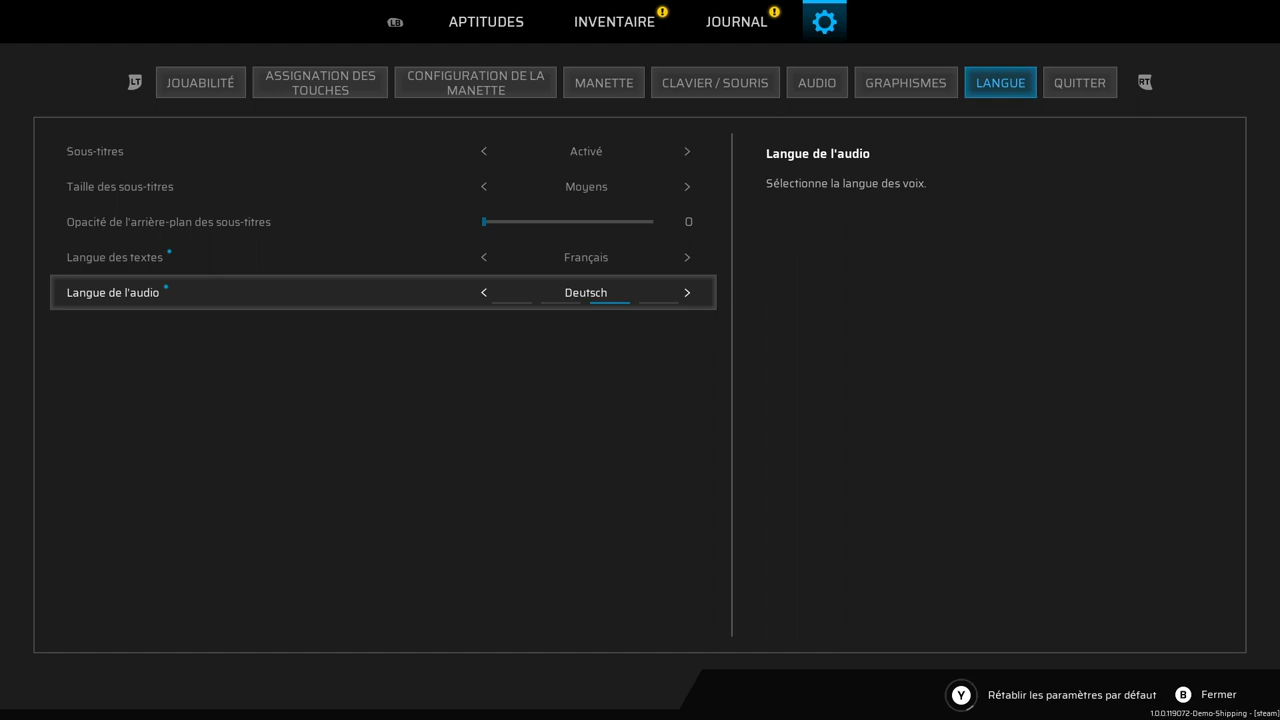 LB APTITUDES INVENTAIRE ! JOURNAL !
LT JOUABILITÉ ASSIGNATION DES TOUCHES CONFIGURATION DE LA MANETTE MANETTE CLAVIER / SOURIS AUDIO GRAPHISMES LANGUE QUITTER RT
Sous-titres < Activé >
Taille des sous-titres < Moyens >
Opacité de l'arrière-plan des sous-titres 0
Langue des textes < Français >
Langue de l'audio < Deutsch >
Langue de l'audio
Sélectionne la langue des voix.
Y Rétablir les paramètres par défaut B Fermer
1.0.0.119072-Demo-Shipping - [steam]